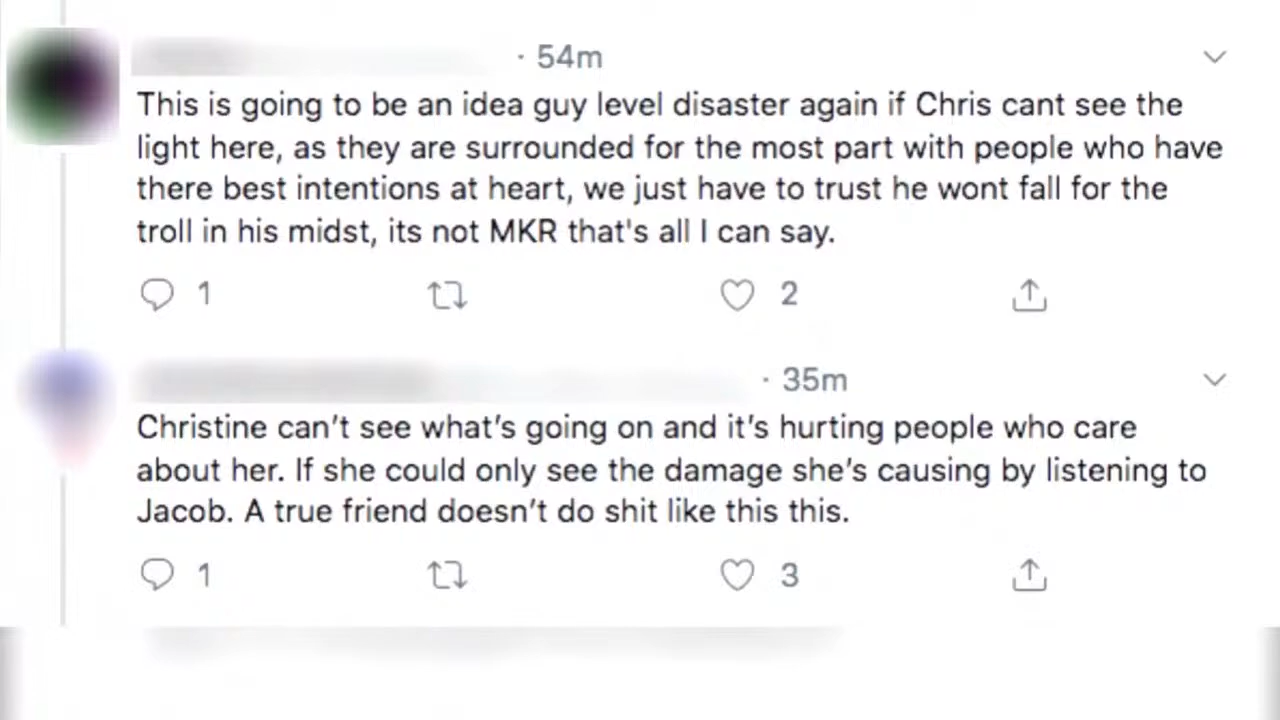 · 54m
This is going to be an idea guy level disaster again if Chris cant see the
light here, as they are surrounded for the most part with people who have
there best intentions at heart, we just have to trust he wont fall for the
troll in his midst, its not MKR that's all I can say.
1 2
· 35m
Christine can’t see what’s going on and it’s hurting people who care
about her. If she could only see the damage she’s causing by listening to
Jacob. A true friend doesn’t do shit like this this.
1 3